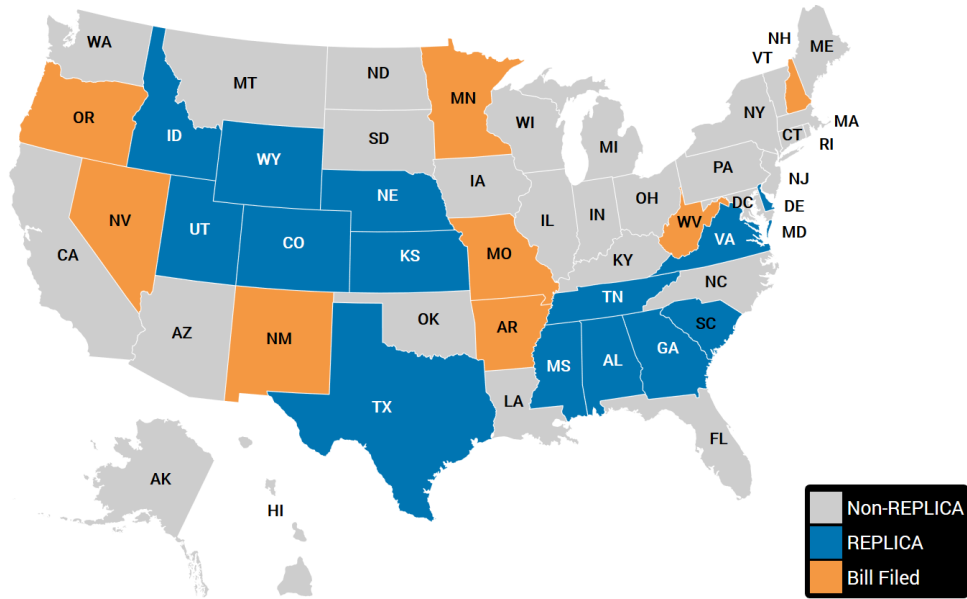 WA
MT
ND
MN
OR
ID
WY
SD
WI
MI
NH
VT
ME
NY
MA
CT
RI
PA
NJ
NE
IA
IL
IN
OH
DC
DE
MD
NV
UT
CO
KS
MO
KY
WV
VA
CA
AZ
NM
OK
AR
TN
NC
SC
TX
LA
MS
AL
GA
FL
AK
HI
Non-REPLICA
REPLICA
Bill Filed